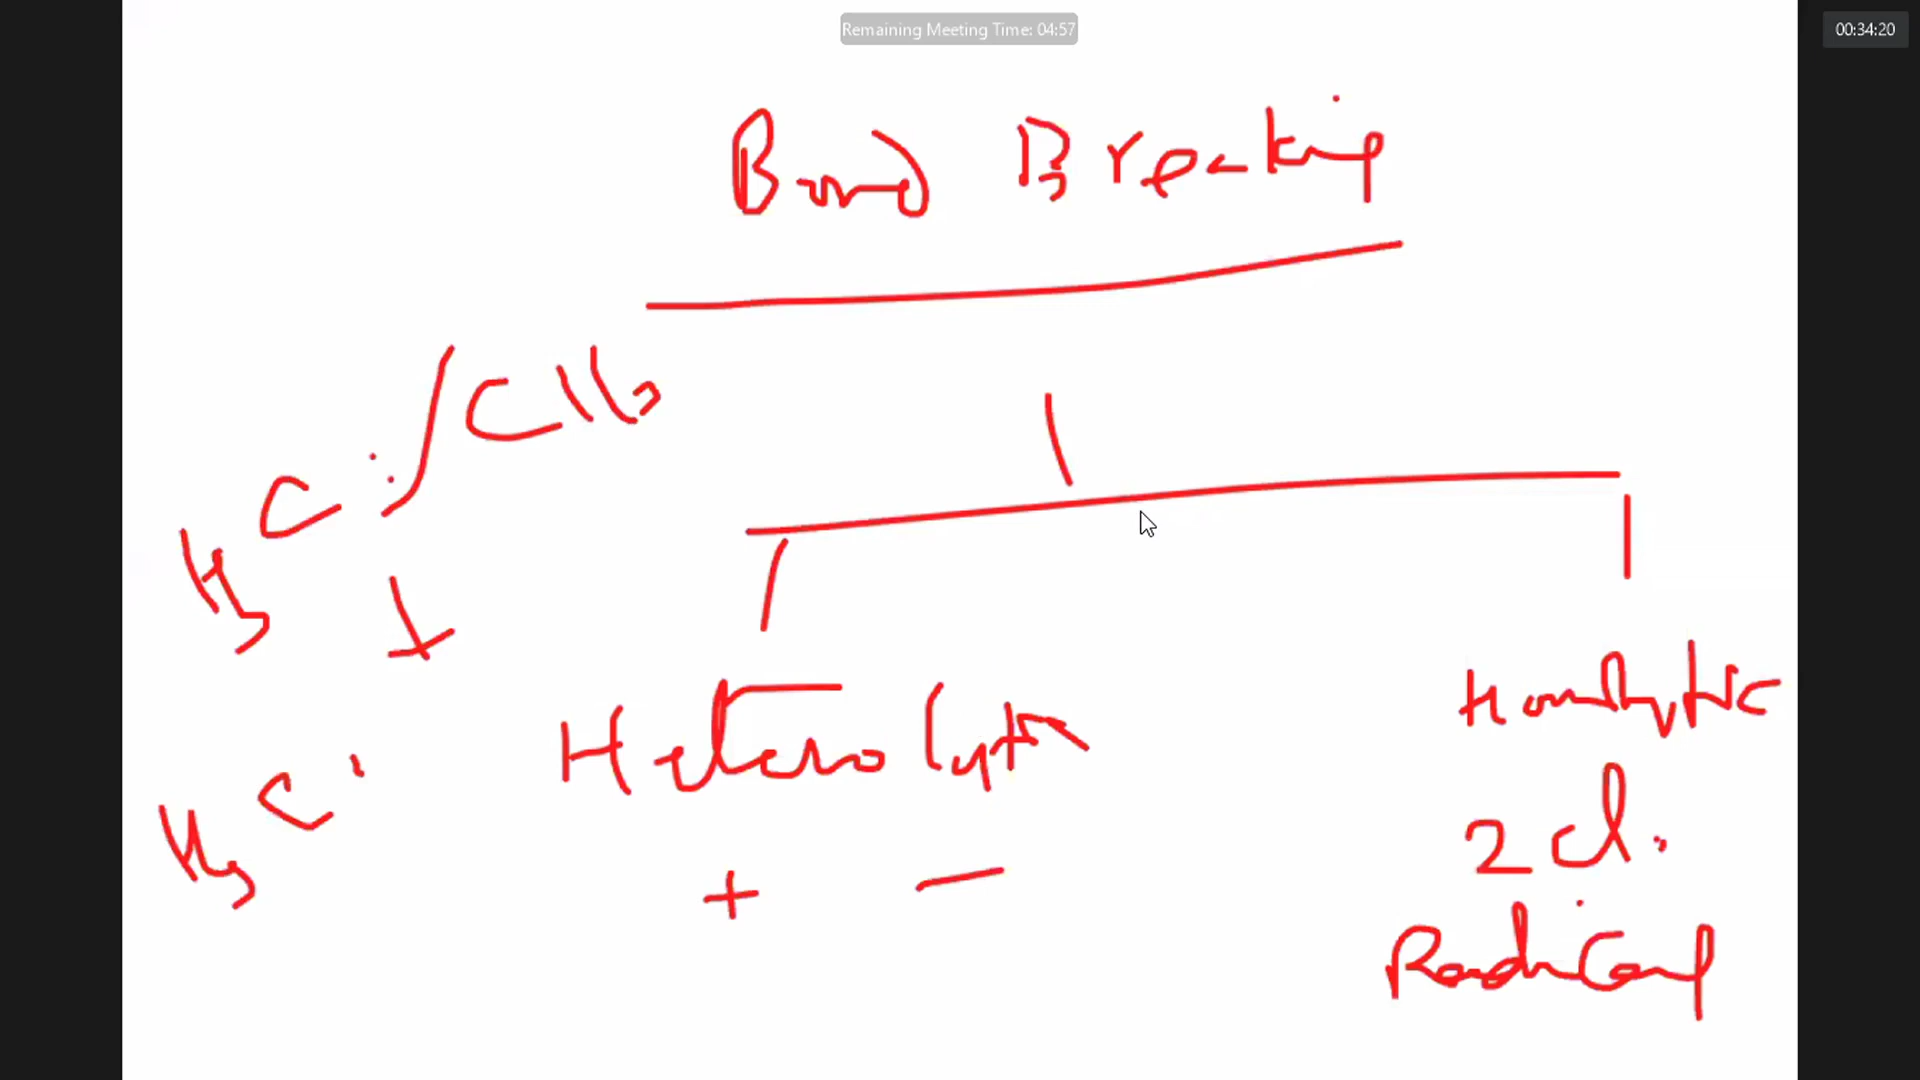 Remaining Meeting Time: 04:57
00:34:20
Bond Breaking
H3C : / CH3
Heterolytic
Homolytic
H3C ·
2 Cl ·
+ −
Radical